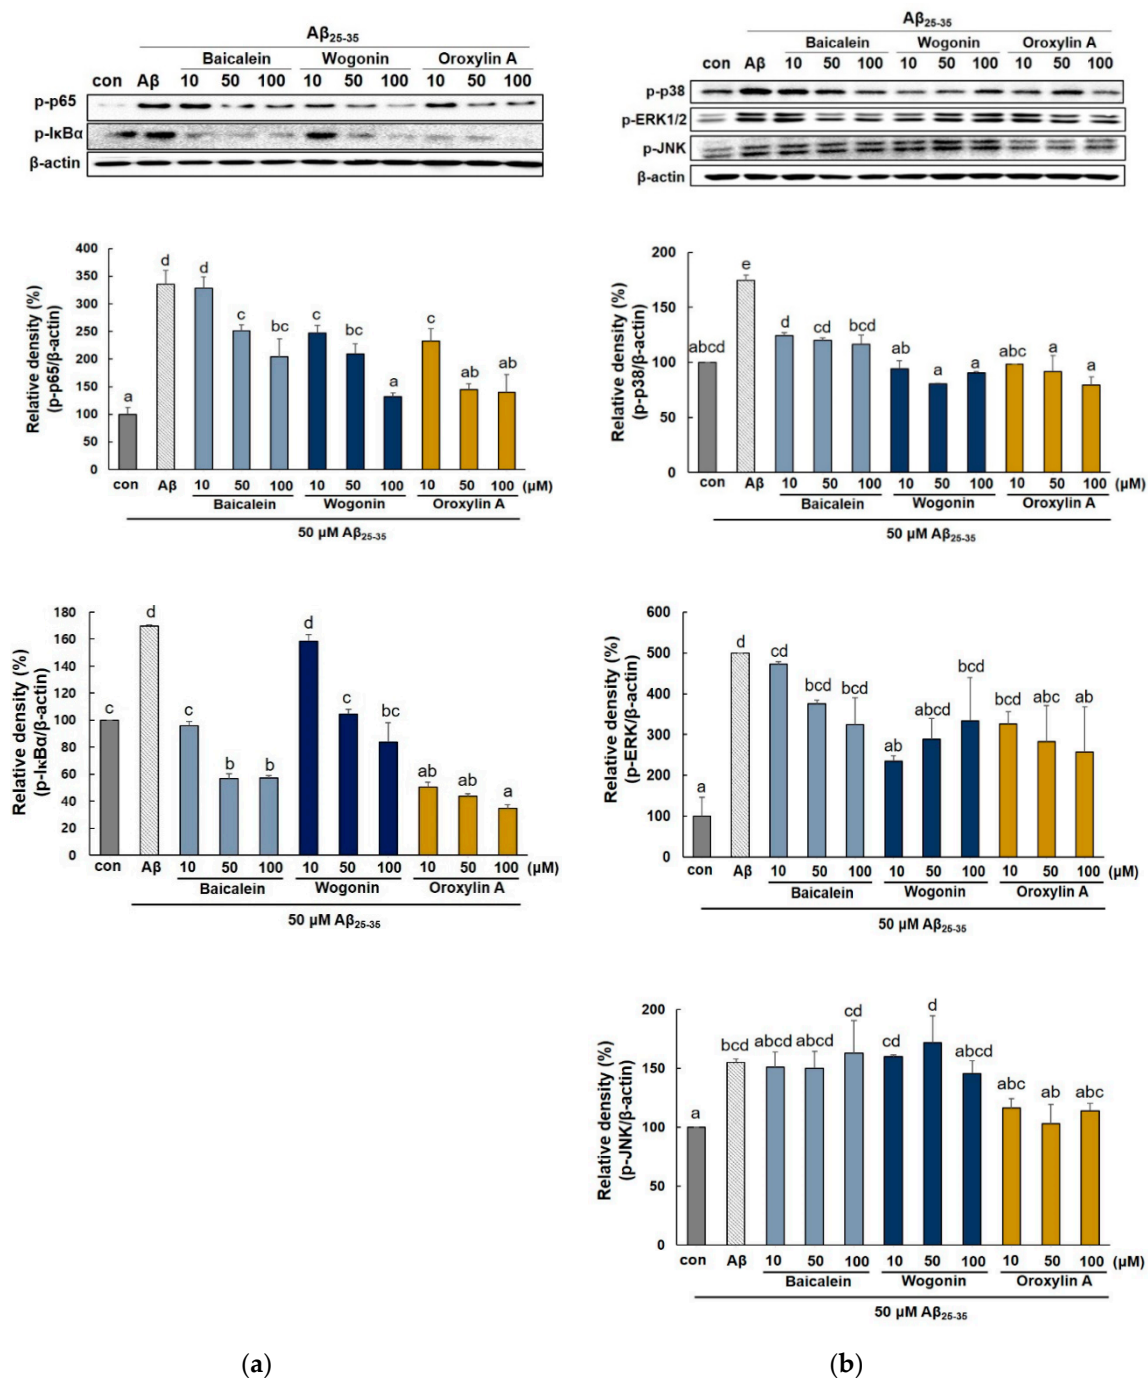 Aβ25-35
Baicalein Wogonin Oroxylin A
con Aβ 10 50 100 10 50 100 10 50 100
p-p65
p-IκBα
β-actin
Aβ25-35
Baicalein Wogonin Oroxylin A
con Aβ 10 50 100 10 50 100 10 50 100
p-p38
p-ERK1/2
p-JNK
β-actin
Relative density (%)
(p-p65/β-actin)
400
350
300
250
200
150
100
50
0
a d d c bc c bc a c ab ab
con Aβ 10 50 100 10 50 100 10 50 100 (μM)
Baicalein Wogonin Oroxylin A
50 μM Aβ25-35
Relative density (%)
(p-p38/β-actin)
200
150
100
50
0
abcd e d cd bcd ab a a abc a a
con Aβ 10 50 100 10 50 100 10 50 100 (μM)
Baicalein Wogonin Oroxylin A
50 μM Aβ25-35
Relative density (%)
(p-IκBα/β-actin)
180
160
140
120
100
80
60
40
20
0
c d c b b d c bc ab ab a
con Aβ 10 50 100 10 50 100 10 50 100 (μM)
Baicalein Wogonin Oroxylin A
50 μM Aβ25-35
Relative density (%)
(p-ERK/β-actin)
600
500
400
300
200
100
0
a d cd bcd bcd ab abcd bcd bcd abc ab
con Aβ 10 50 100 10 50 100 10 50 100 (μM)
Baicalein Wogonin Oroxylin A
50 μM Aβ25-35
Relative density (%)
(p-JNK/β-actin)
200
150
100
50
0
a bcd abcd abcd cd cd d abcd abc ab abc
con Aβ 10 50 100 10 50 100 10 50 100 (μM)
Baicalein Wogonin Oroxylin A
50 μM Aβ25-35
(a) (b)